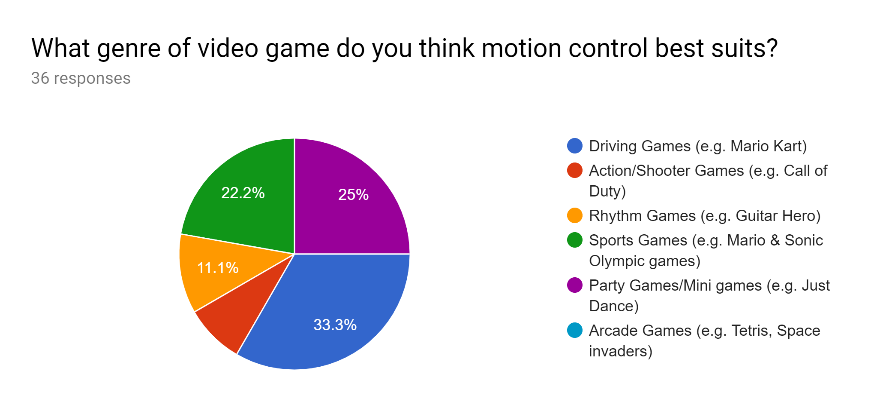 What genre of video game do you think motion control best suits?
36 responses
22.2%
25%
11.1%
33.3%
Driving Games (e.g. Mario Kart)
Action/Shooter Games (e.g. Call of
Duty)
Rhythm Games (e.g. Guitar Hero)
Sports Games (e.g. Mario & Sonic
Olympic games)
Party Games/Mini games (e.g. Just
Dance)
Arcade Games (e.g. Tetris, Space
invaders)